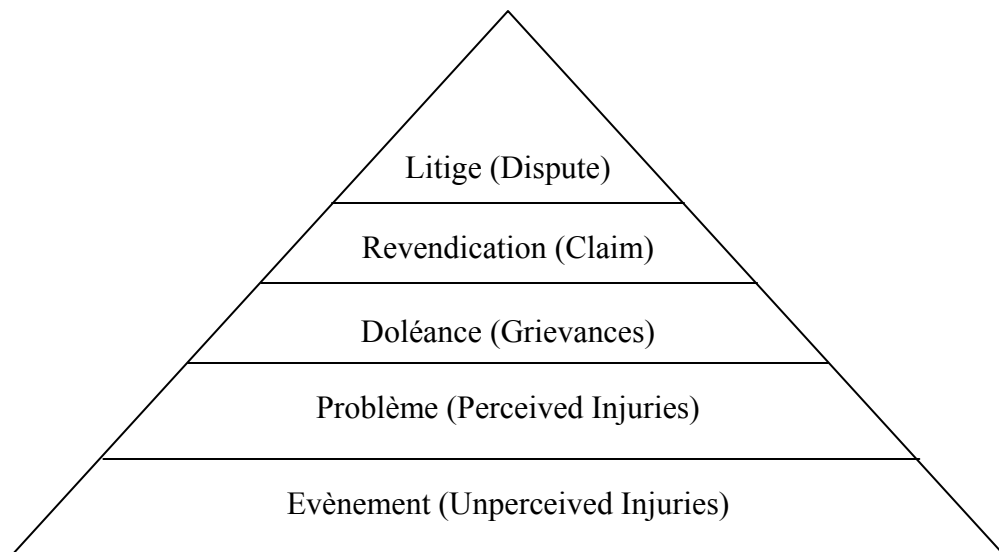 Litige (Dispute)
Revendication (Claim)
Doléance (Grievances)
Problème (Perceived Injuries)
Evènement (Unperceived Injuries)